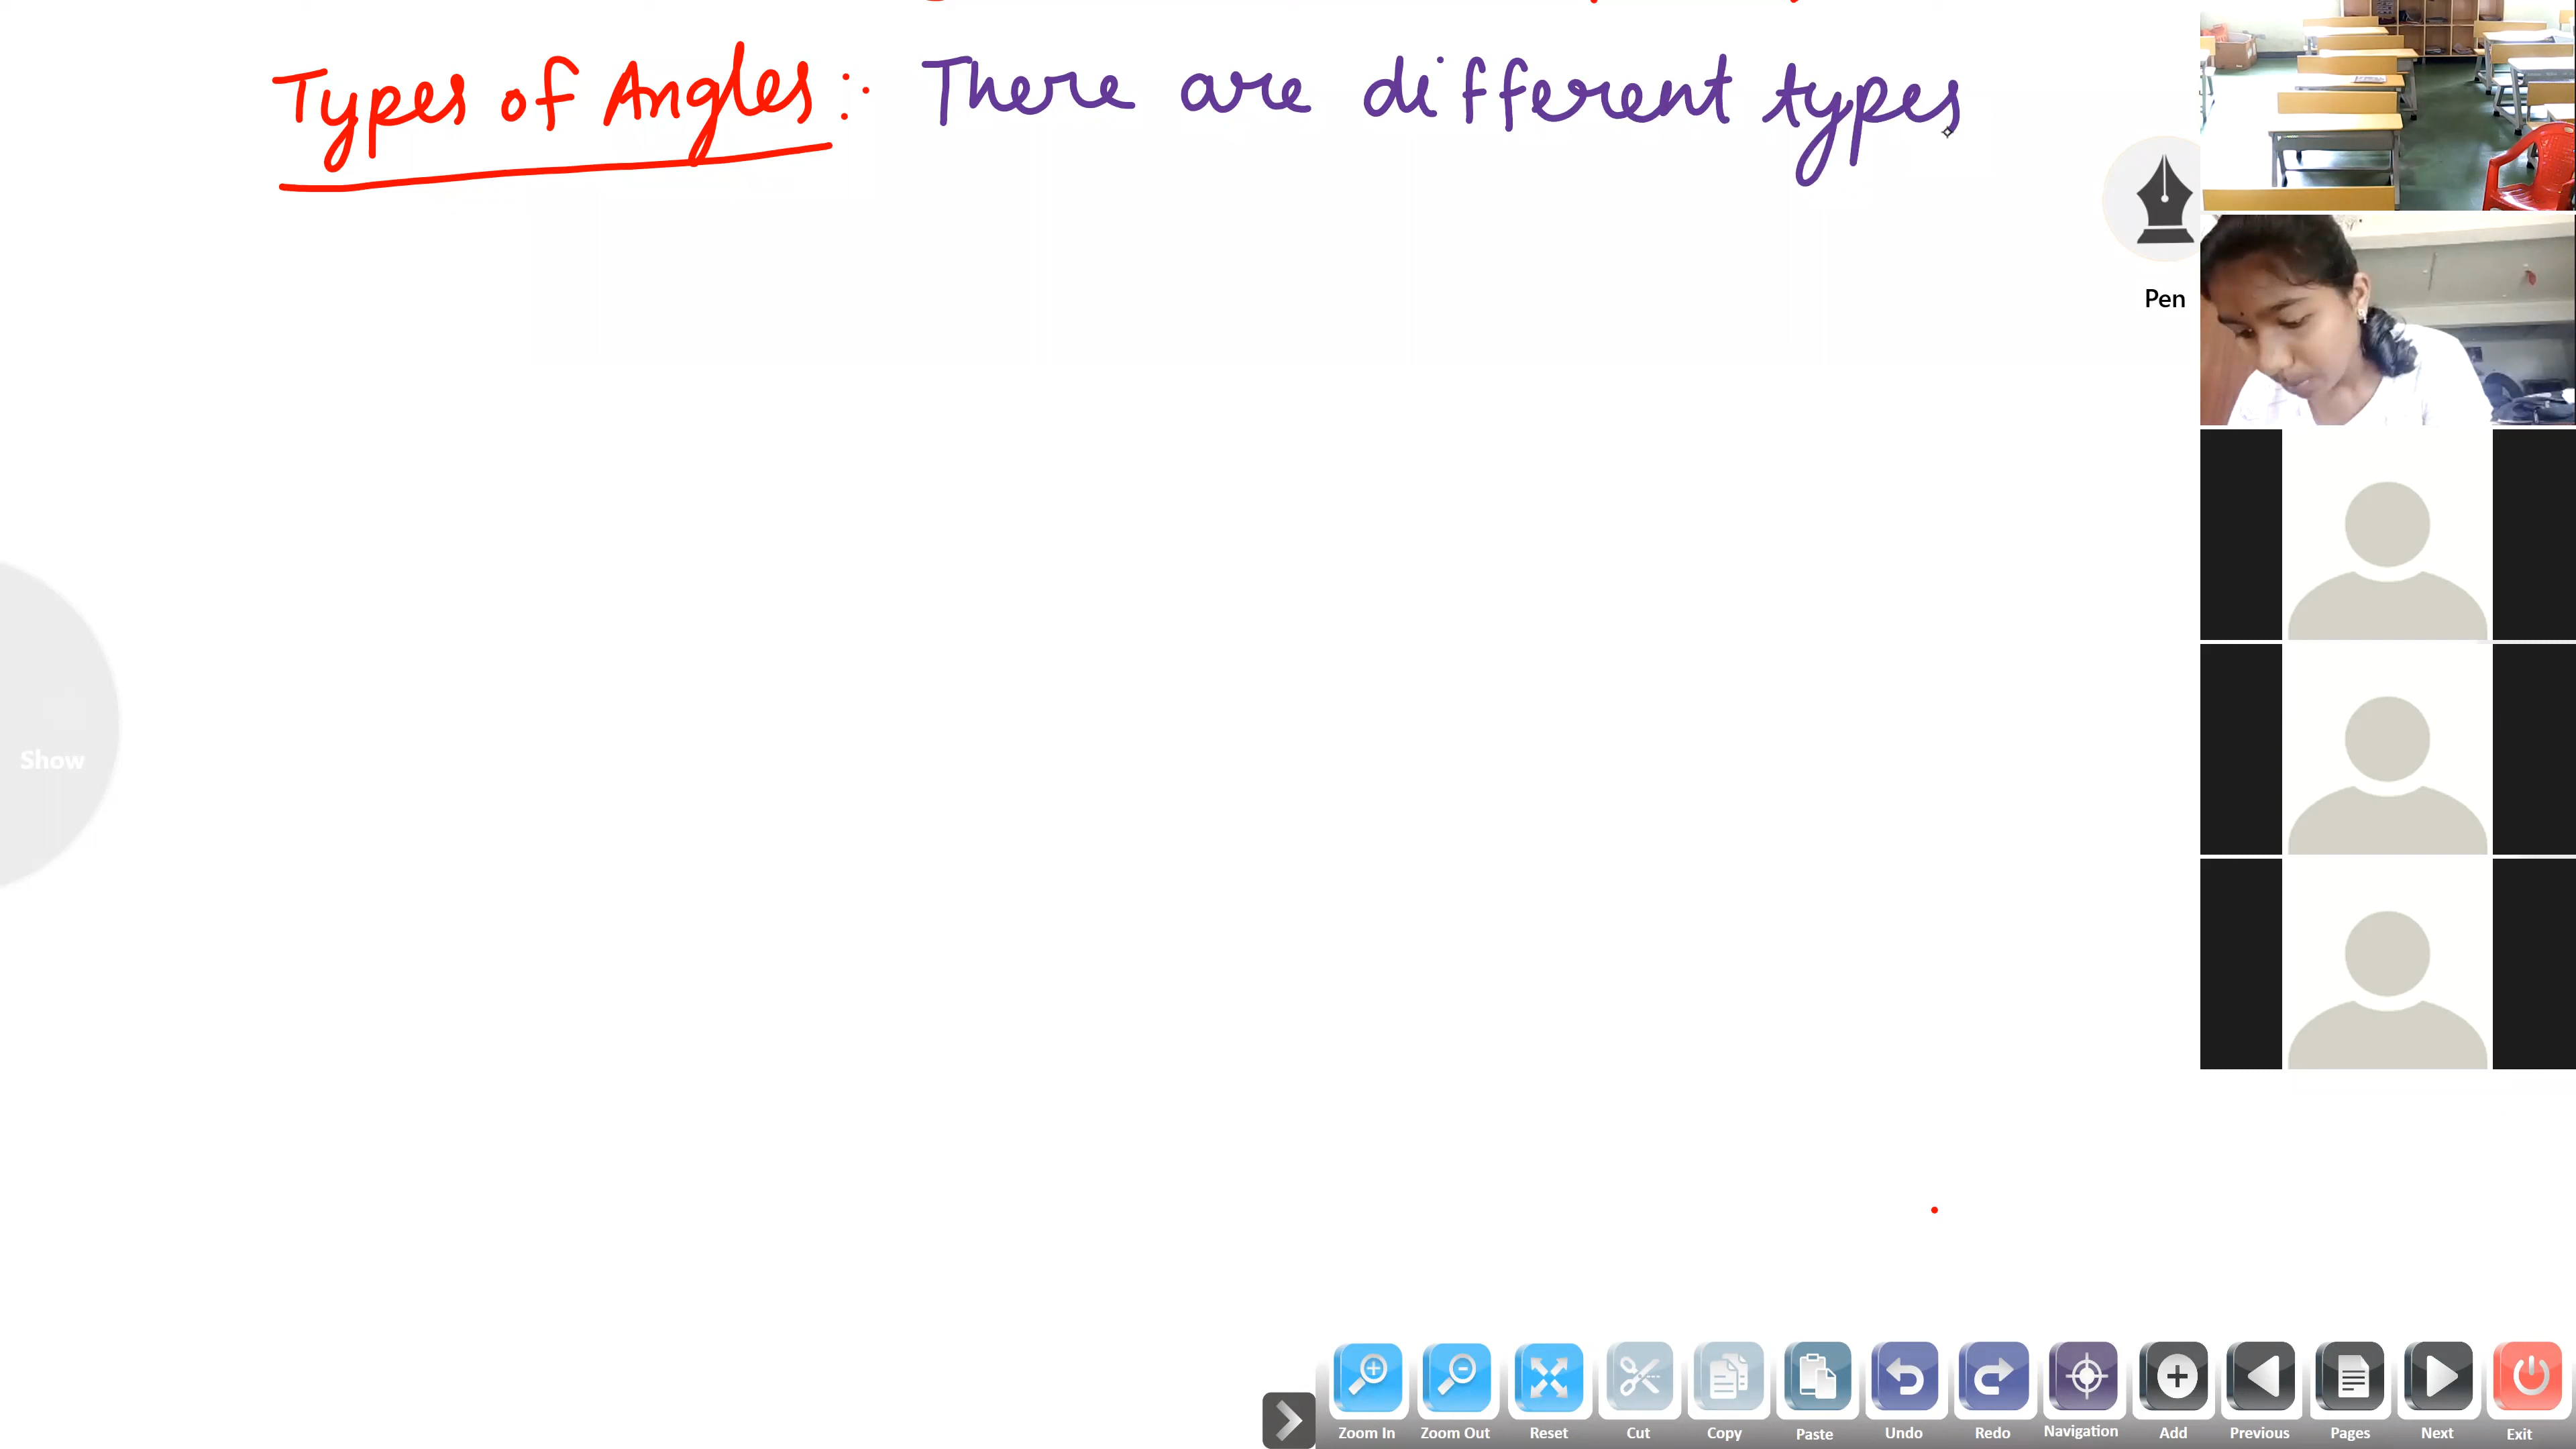 Types of Angles :- There are different types
Pen
Show
Zoom In Zoom Out Reset Cut Copy Paste Undo Redo Navigation Add Previous Pages Next Exit